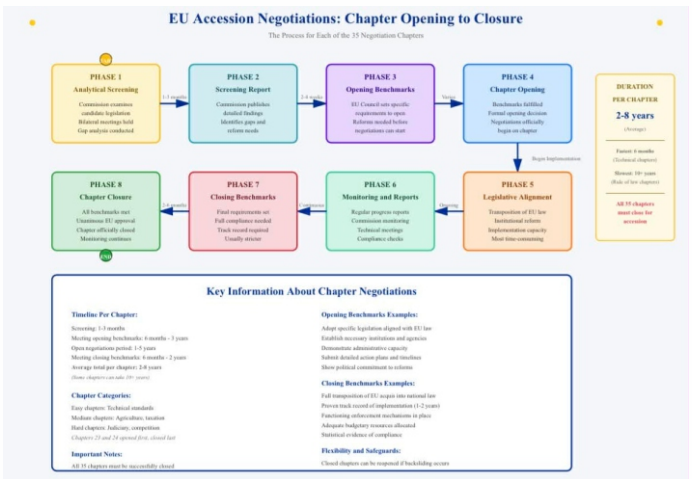 EU Accession Negotiations: Chapter Opening to Closure
The Process for Each of the 35 Negotiation Chapters
PHASE 1
Analytical Screening
Commission examines
candidate legislation
Bilateral meetings held
Gap analysis conducted
1-3 months
PHASE 2
Screening Report
Commission publishes
detailed findings
Identifies gaps and
reform needs
PHASE 3
Opening Benchmarks
EU Council sets specific
requirements to open
Reforms needed before
negotiations can start
Varies
PHASE 4
Chapter Opening
Benchmarks fulfilled
Formal opening decision
Negotiations officially
begin on chapter
Begin Implementation
DURATION
PER CHAPTER
2-8 years
(Average)
Fastest: 6 months
(Technical chapters)
Slowest: 10+ years
(Rule of law chapters)
All 35 chapters
must close for
accession
PHASE 8
Chapter Closure
All benchmarks met
Unanimous EU approval
Chapter officially closed
Monitoring continues
END
PHASE 7
Closing Benchmarks
Final requirements set
Full compliance needed
Track record required
Usually stricter
Continuous
PHASE 6
Monitoring and Reports
Regular progress reports
Commission monitoring
Technical meetings
Compliance checks
Ongoing
PHASE 5
Legislative Alignment
Transposition of EU law
Institutional reform
Implementation capacity
Most time-consuming
Key Information About Chapter Negotiations
Timeline Per Chapter:
Screening: 1-3 months
Meeting opening benchmarks: 6 months - 3 years
Open negotiations period: 1-5 years
Meeting closing benchmarks: 6 months - 2 years
Average total per chapter: 2-8 years
(Some chapters can take 10+ years)
Chapter Categories:
Easy chapters: Technical standards
Medium chapters: Agriculture, taxation
Hard chapters: Judiciary, competition
Chapters 23 and 24 opened first, closed last
Important Notes:
All 35 chapters must be successfully closed
Opening Benchmarks Examples:
Adopt specific legislation aligned with EU law
Establish necessary institutions and agencies
Demonstrate administrative capacity
Submit detailed action plans and timelines
Show political commitment to reforms
Closing Benchmarks Examples:
Full transposition of EU acquis into national law
Proven track record of implementation (1-2 years)
Functioning enforcement mechanisms in place
Adequate budgetary resources allocated
Statistical evidence of compliance
Flexibility and Safeguards:
Closed chapters can be reopened if backsliding occurs